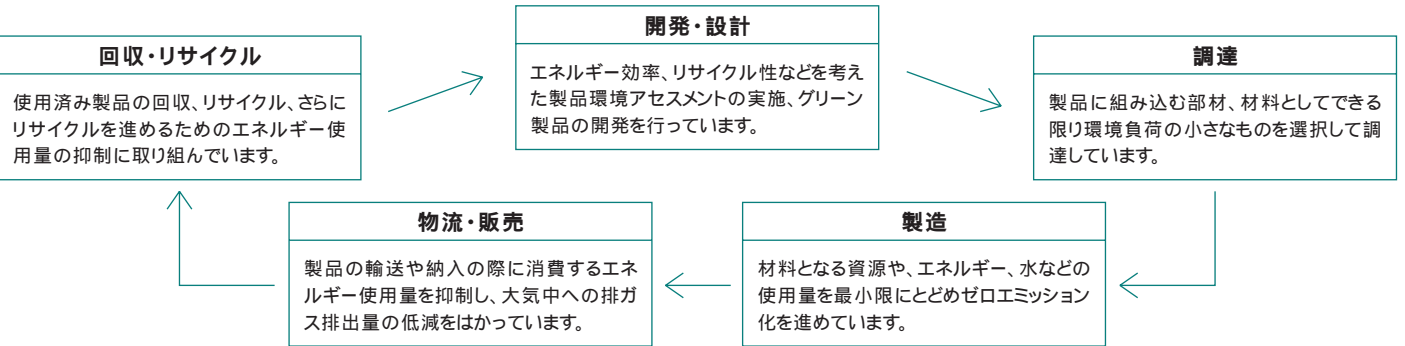 開発・設計
エネルギー効率、リサイクル性などを考え
た製品環境アセスメントの実施、グリーン
製品の開発を行っています。
調達
製品に組み込む部材、材料としてできる
限り環境負荷の小さなものを選択して調
達しています。
製造
材料となる資源や、エネルギー、水などの
使用量を最小限にとどめゼロエミッション
化を進めています。
物流・販売
製品の輸送や納入の際に消費するエネ
ルギー使用量を抑制し、大気中への排ガ
ス排出量の低減をはかっています。
回収・リサイクル
使用済み製品の回収、リサイクル、さらに
リサイクルを進めるためのエネルギー使
用量の抑制に取り組んでいます。